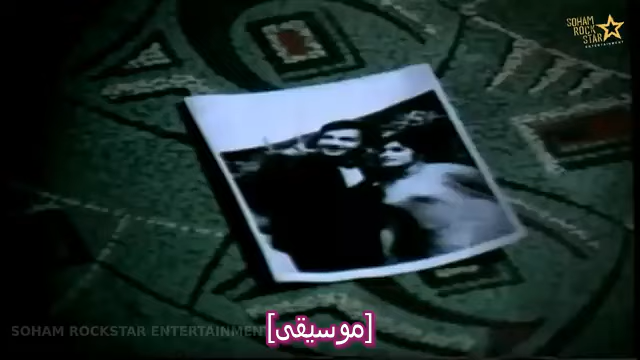 SOHAM
ROCK
STAR
ENTERTAINMENT
SOHAM ROCKSTAR ENTERTAINMENT
[موسيقى]